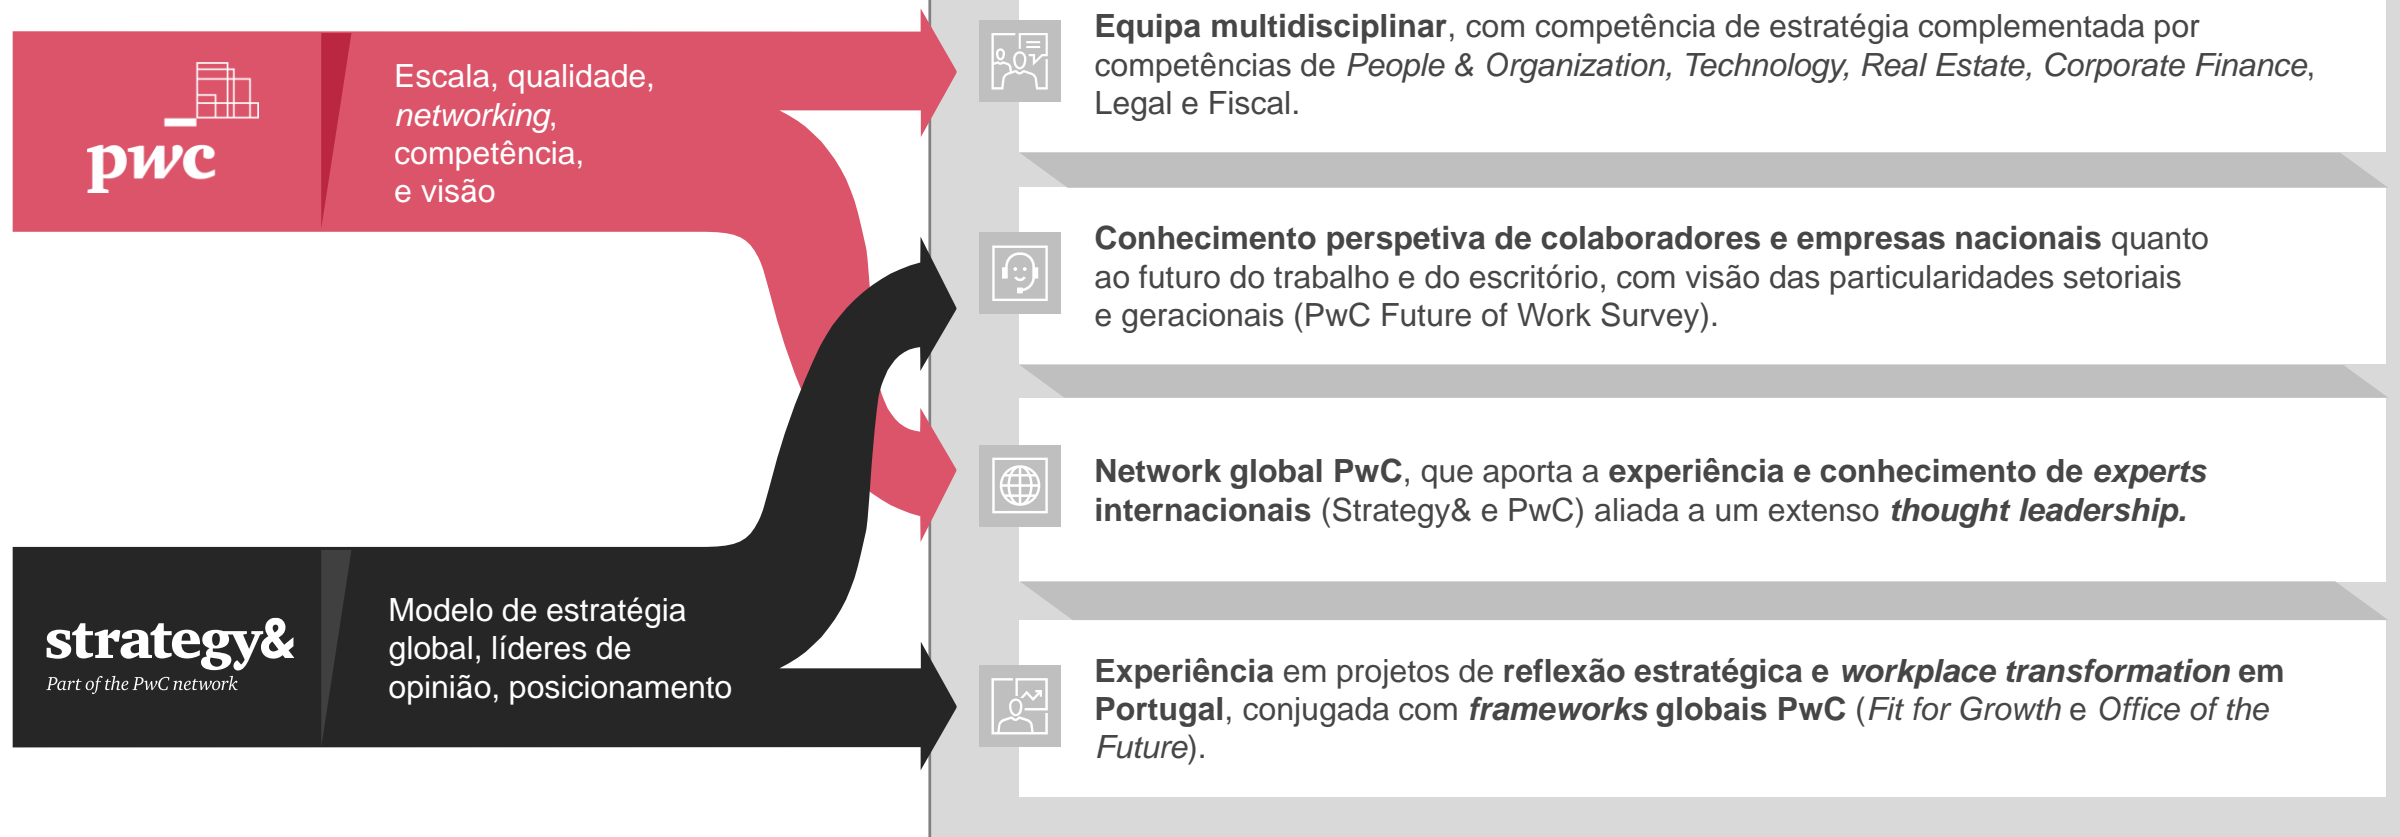 pwc
Escala, qualidade,
networking,
competência,
e visão
strategy&
Part of the PwC network
Modelo de estratégia
global, líderes de
opinião, posicionamento
Equipa multidisciplinar, com competência de estratégia complementada por
competências de People & Organization, Technology, Real Estate, Corporate Finance,
Legal e Fiscal.
Conhecimento perspetiva de colaboradores e empresas nacionais quanto
ao futuro do trabalho e do escritório, com visão das particularidades setoriais
e geracionais (PwC Future of Work Survey).
Network global PwC, que aporta a experiência e conhecimento de experts
internacionais (Strategy& e PwC) aliada a um extenso thought leadership.
Experiência em projetos de reflexão estratégica e workplace transformation em
Portugal, conjugada com frameworks globais PwC (Fit for Growth e Office of the
Future).